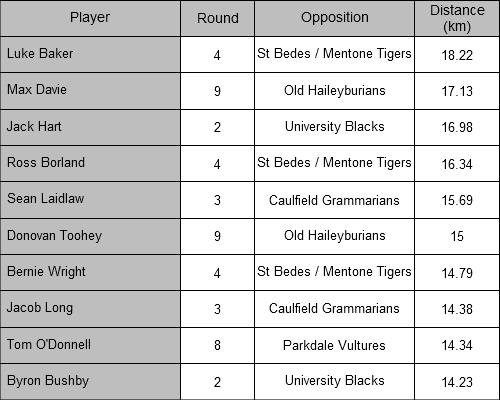 Player Round Opposition Distance (km)
Luke Baker 4 St Bedes / Mentone Tigers 18.22
Max Davie 9 Old Haileyburians 17.13
Jack Hart 2 University Blacks 16.98
Ross Borland 4 St Bedes / Mentone Tigers 16.34
Sean Laidlaw 3 Caulfield Grammarians 15.69
Donovan Toohey 9 Old Haileyburians 15
Bernie Wright 4 St Bedes / Mentone Tigers 14.79
Jacob Long 3 Caulfield Grammarians 14.38
Tom O'Donnell 8 Parkdale Vultures 14.34
Byron Bushby 2 University Blacks 14.23